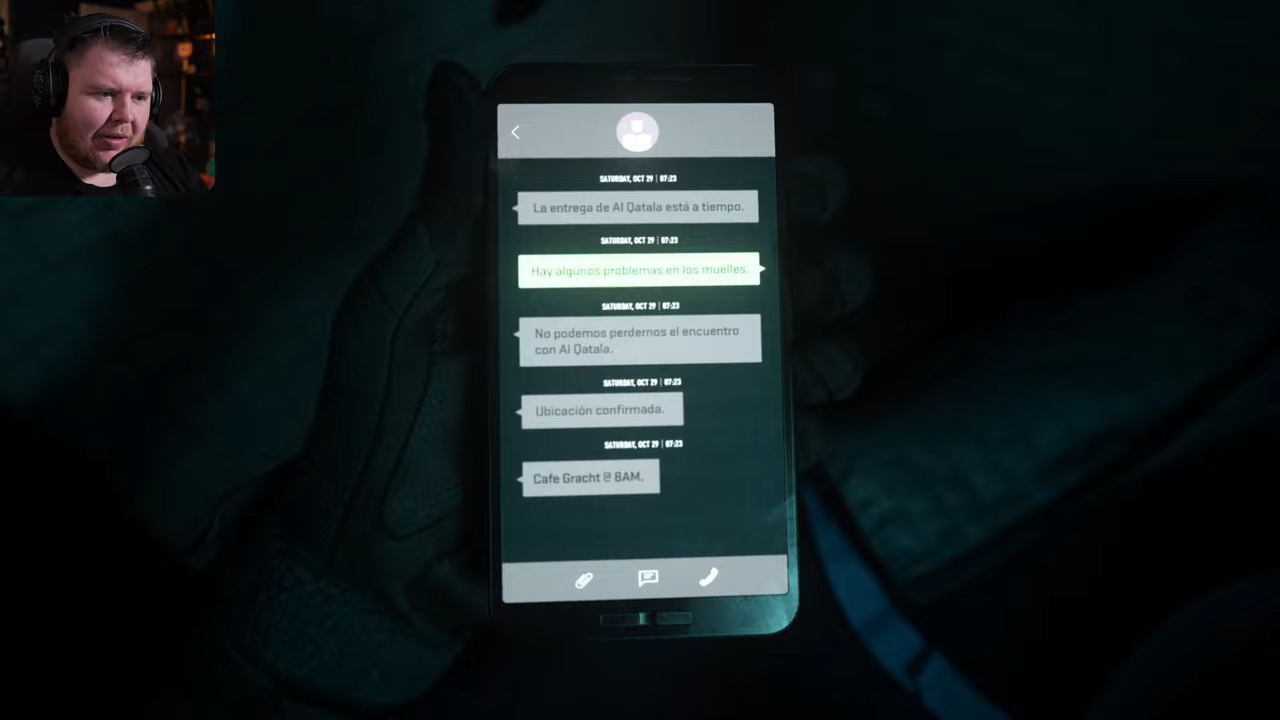 SATURDAY, OCT 29 | 07:23
La entrega de Al Qatala está a tiempo.
SATURDAY, OCT 29 | 07:23
Hay algunos problemas en los muelles.
SATURDAY, OCT 29 | 07:23
No podemos perdernos el encuentro
con Al Qatala.
SATURDAY, OCT 29 | 07:23
Ubicación confirmada.
SATURDAY, OCT 29 | 07:23
Cafe Gracht @ 8AM.